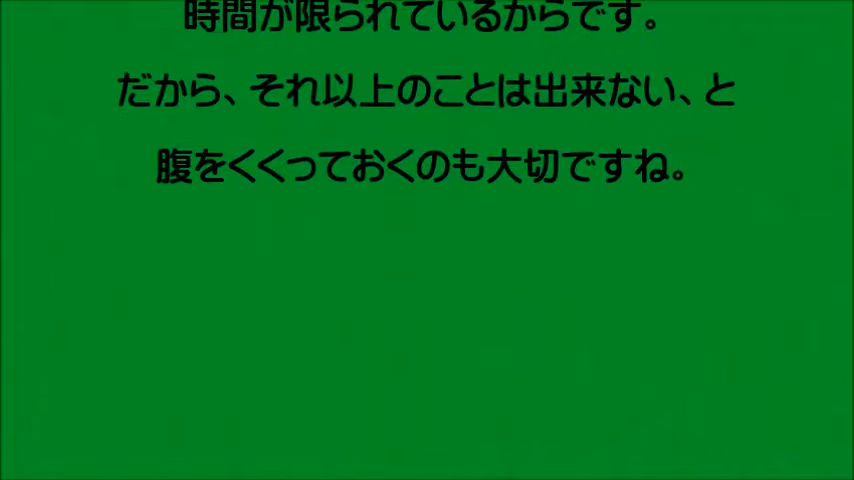 時間が限られているからです。
だから、それ以上のことは出来ない、と
腹をくくっておくのも大切ですね。